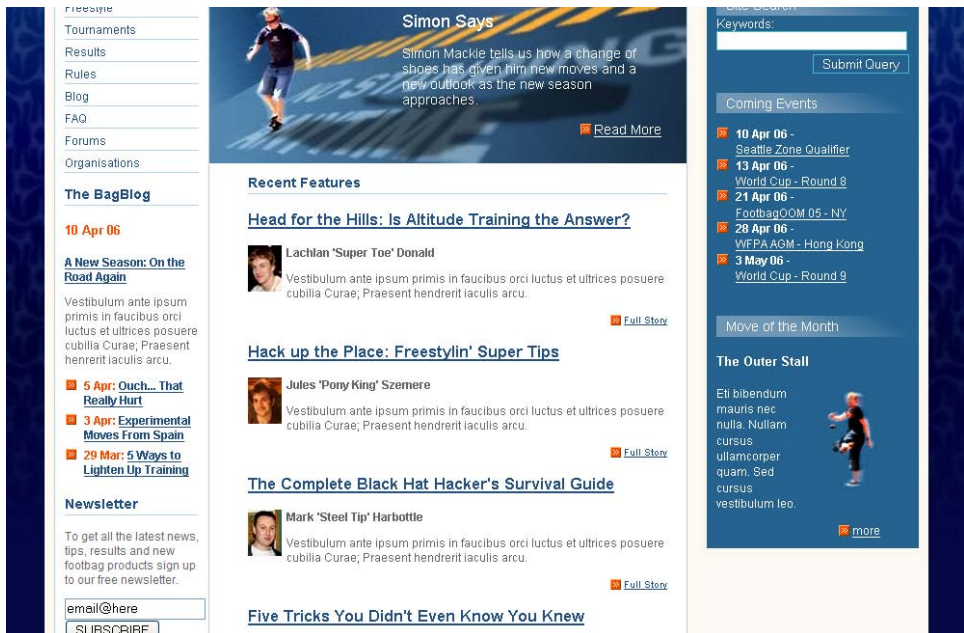 Freestyle
Tournaments
Results
Rules
Blog
FAQ
Forums
Organisations
The BagBlog
10 Apr 06
A New Season: On the
Road Again
Vestibulum ante ipsum
primis in faucibus orci
luctus et ultrices posuere
cubilia Curae; Praesent
henrerit iaculis arcu.
5 Apr: Ouch... That
Really Hurt
3 Apr: Experimental
Moves From Spain
29 Mar: 5 Ways to
Lighten Up Training
Newsletter
To get all the latest news,
tips, results and new
footbag products sign up
to our free newsletter.
email@here
SUBSCRIBE
Simon Says
Simon Mackie tells us how a change of
shoes has given him new moves and a
new outlook as the new season
approaches.
Read More
Recent Features
Head for the Hills: Is Altitude Training the Answer?
Lachlan 'Super Toe' Donald
Vestibulum ante ipsum primis in faucibus orci luctus et ultrices posuere
cubilia Curae; Praesent hendrerit iaculis arcu.
Full Story
Hack up the Place: Freestylin' Super Tips
Jules 'Pony King' Szemere
Vestibulum ante ipsum primis in faucibus orci luctus et ultrices posuere
cubilia Curae; Praesent hendrerit iaculis arcu.
Full Story
The Complete Black Hat Hacker's Survival Guide
Mark 'Steel Tip' Harbottle
Vestibulum ante ipsum primis in faucibus orci luctus et ultrices posuere
cubilia Curae; Praesent hendrerit iaculis arcu.
Full Story
Five Tricks You Didn't Even Know You Knew
Site Search
Keywords:
Submit Query
Coming Events
10 Apr 06 -
Seattle Zone Qualifier
13 Apr 06 -
World Cup - Round 8
21 Apr 06 -
FootbagOOM 05 - NY
28 Apr 06 -
WFPA AGM - Hong Kong
3 May 06 -
World Cup - Round 9
Move of the Month
The Outer Stall
Eti bibendum
mauris nec
nulla. Nullam
cursus
ullamcorper
quam. Sed
cursus
vestibulum leo.
more